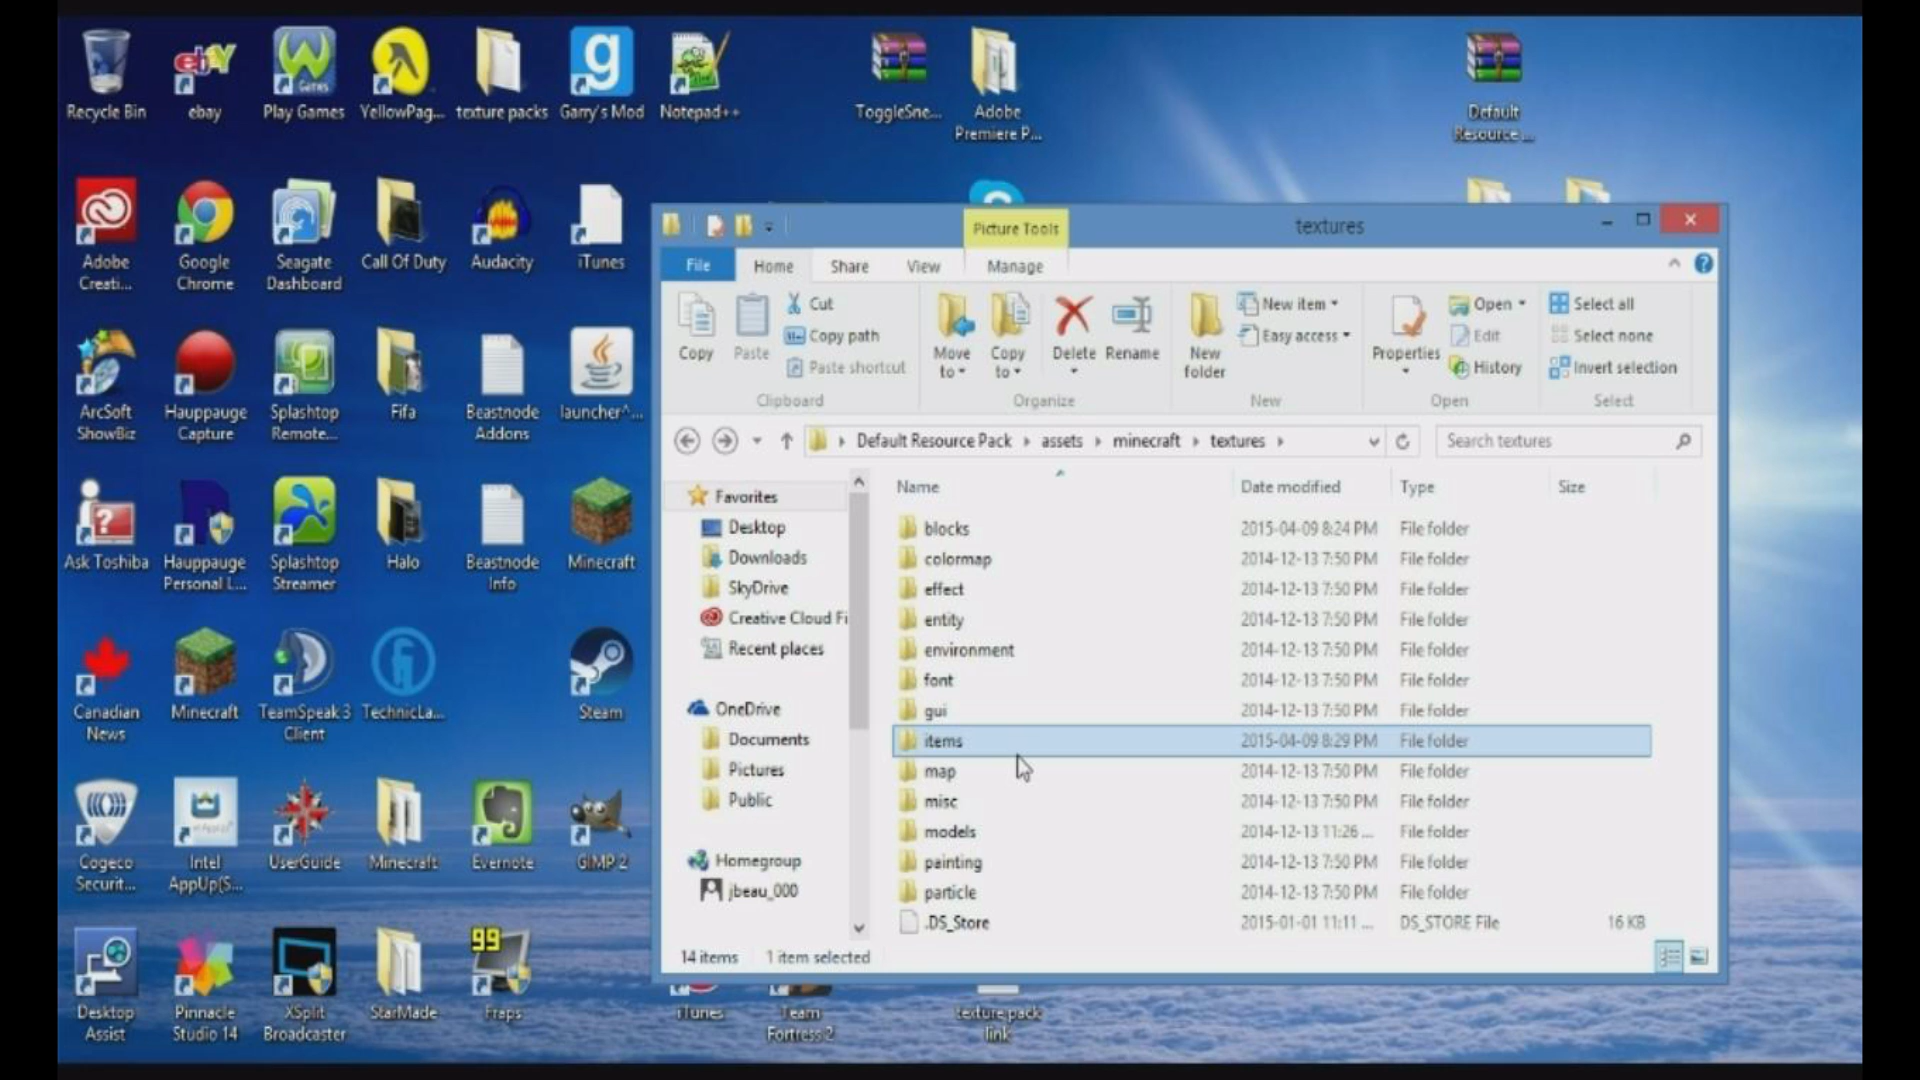 Recycle Bin
ebay
Play Games
YellowPag...
texture packs
Garry's Mod
Notepad++
ToggleSne...
Adobe
Premiere P...
Default
Resource ...
Adobe
Creati...
Google
Chrome
Seagate
Dashboard
Call Of Duty
Audacity
iTunes
ArcSoft
ShowBiz
Hauppauge
Capture
Splashtop
Remote...
Fifa
Beastnode
Addons
launcher^...
Ask Toshiba
Hauppauge
Personal L...
Splashtop
Streamer
Halo
Beastnode
Info
Minecraft
Canadian
News
Minecraft
TeamSpeak 3
Client
TechnicLa...
Steam
Cogeco
Securit...
Intel
AppUp(S...
UserGuide
Minecraft
Evernote
GIMP 2
99
Desktop
Assist
Pinnacle
Studio 14
XSplit
Broadcaster
StarMade
Fraps
iTunes
Team
Fortress 2
texture pack
link
Picture Tools
textures
File
Home
Share
View
Manage
Copy
Paste
Cut
Copy path
Paste shortcut
Clipboard
Move
to
Copy
to
Delete
Rename
Organize
New
folder
New item
Easy access
New
Properties
Open
Edit
History
Open
Select all
Select none
Invert selection
Select
Default Resource Pack
assets
minecraft
textures
Search textures
Favorites
Desktop
Downloads
SkyDrive
Creative Cloud Fi
Recent places
OneDrive
Documents
Pictures
Public
Homegroup
jbeau_000
Name Date modified Type Size
blocks 2015-04-09 8:24 PM File folder
colormap 2014-12-13 7:50 PM File folder
effect 2014-12-13 7:50 PM File folder
entity 2014-12-13 7:50 PM File folder
environment 2014-12-13 7:50 PM File folder
font 2014-12-13 7:50 PM File folder
gui 2014-12-13 7:50 PM File folder
items 2015-04-09 8:29 PM File folder
map 2014-12-13 7:50 PM File folder
misc 2014-12-13 7:50 PM File folder
models 2014-12-13 11:26 ... File folder
painting 2014-12-13 7:50 PM File folder
particle 2014-12-13 7:50 PM File folder
.DS_Store 2015-01-01 11:11 ... DS_STORE File 16 KB
14 items 1 item selected